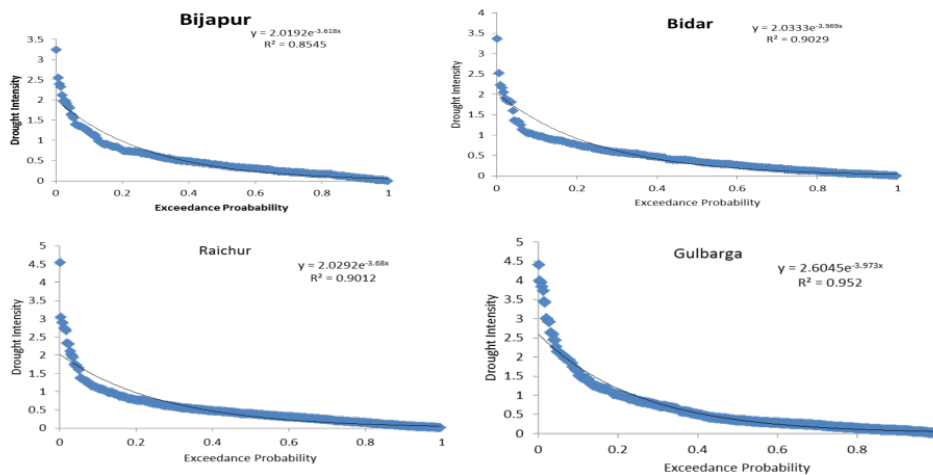 Bijapur
y = 2.0192e^-3.618x
R² = 0.8545
3.5
3
2.5
2
1.5
1
0.5
0
Drought Intensity
0 0.2 0.4 0.6 0.8 1
Exceedance Proabability
Bidar
y = 2.0333e^-3.969x
R² = 0.9029
4
3.5
3
2.5
2
1.5
1
0.5
0
Drought Intensity
0 0.2 0.4 0.6 0.8 1
Exceedance Probability
Raichur
y = 2.0292e^-3.68x
R² = 0.9012
5
4.5
4
3.5
3
2.5
2
1.5
1
0.5
0
Drought Intensity
0 0.2 0.4 0.6 0.8 1
Exceedance Probability
Gulbarga
y = 2.6045e^-3.973x
R² = 0.952
5
4.5
4
3.5
3
2.5
2
1.5
1
0.5
0
Drought Intensity
0 0.2 0.4 0.6 0.8
Exceedance Probability